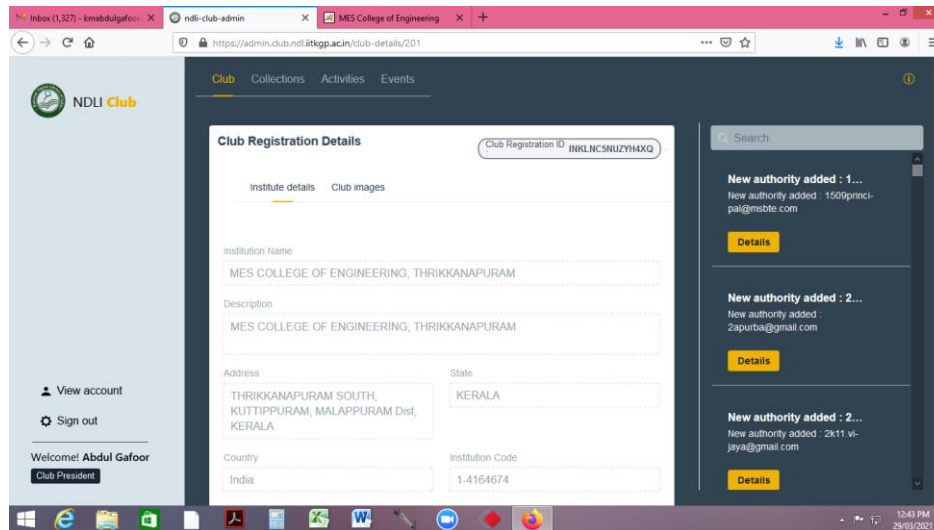 Inbox (1,327) - kmabdulgafoor
ndli-club-admin
MES College of Engineering
https://admin.club.ndl.iitkgp.ac.in/club-details/201
NDLI Club
Club Collections Activities Events
Club Registration Details
Club Registration ID INKLNC5NUZYH4XQ
Institute details Club images
Institution Name
MES COLLEGE OF ENGINEERING, THRIKKANAPURAM
Description
MES COLLEGE OF ENGINEERING, THRIKKANAPURAM
Address
THRIKKANAPURAM SOUTH,
KUTTIPPURAM, MALAPPURAM Dist,
KERALA
State
KERALA
Country
India
Institution Code
1-4164674
Search
New authority added : 1...
New authority added : 1509princi-
pal@msbte.com
Details
New authority added : 2...
New authority added :
2apurba@gmail.com
Details
New authority added : 2...
New authority added : 2k11.vi-
jaya@gmail.com
Details
View account
Sign out
Welcome! Abdul Gafoor
Club President
12:43 PM